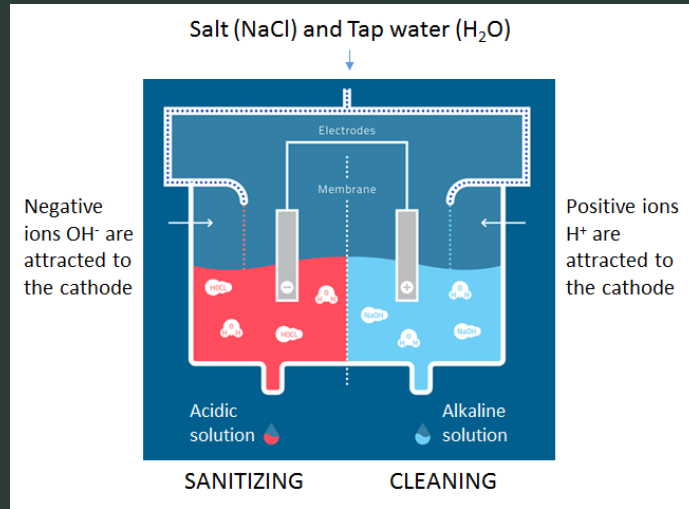 Salt (NaCl) and Tap water (H₂O)
Electrodes
Membrane
Negative
ions OH⁻ are
attracted to
the cathode
Positive ions
H⁺ are
attracted to
the cathode
−
+
HOCL
H O H
NaOH
H O H
H O H
HOCL
H O H
NaOH
Acidic
solution
Alkaline
solution
SANITIZING
CLEANING